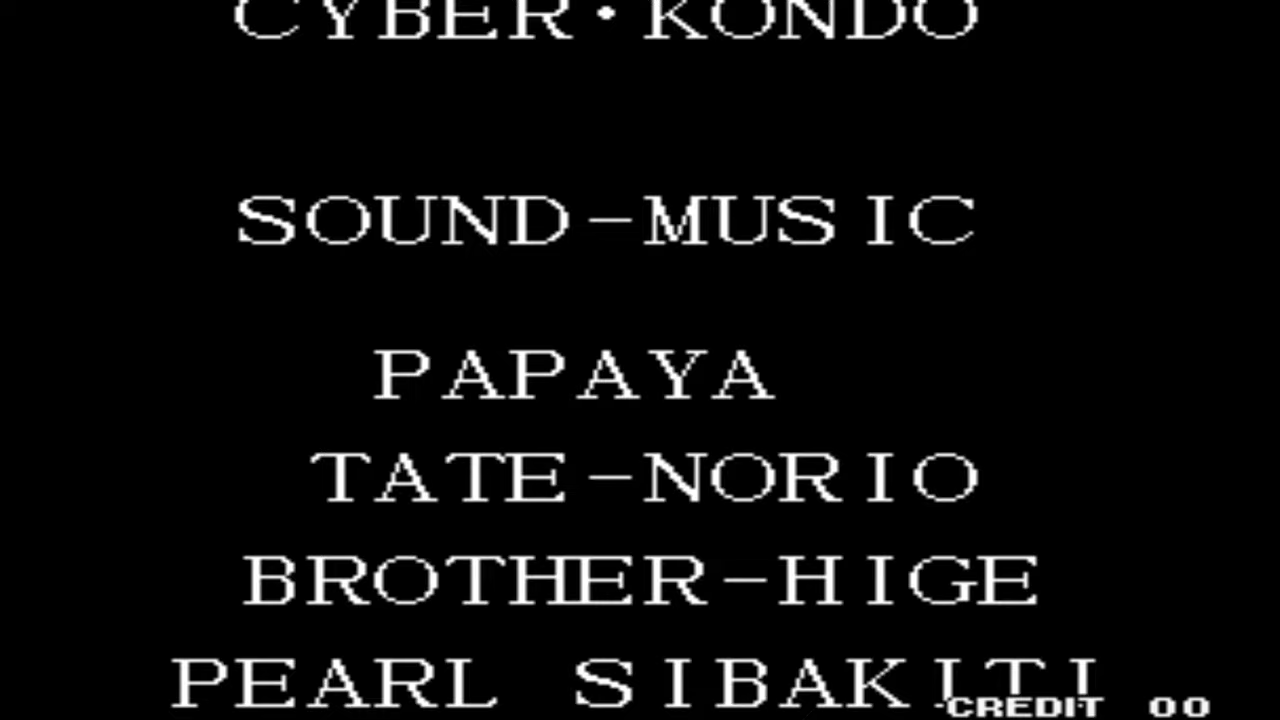 CYBER·KONDO
SOUND-MUSIC
PAPAYA
TATE-NORIO
BROTHER-HIGE
PEARL SIBAKITI
CREDIT 00